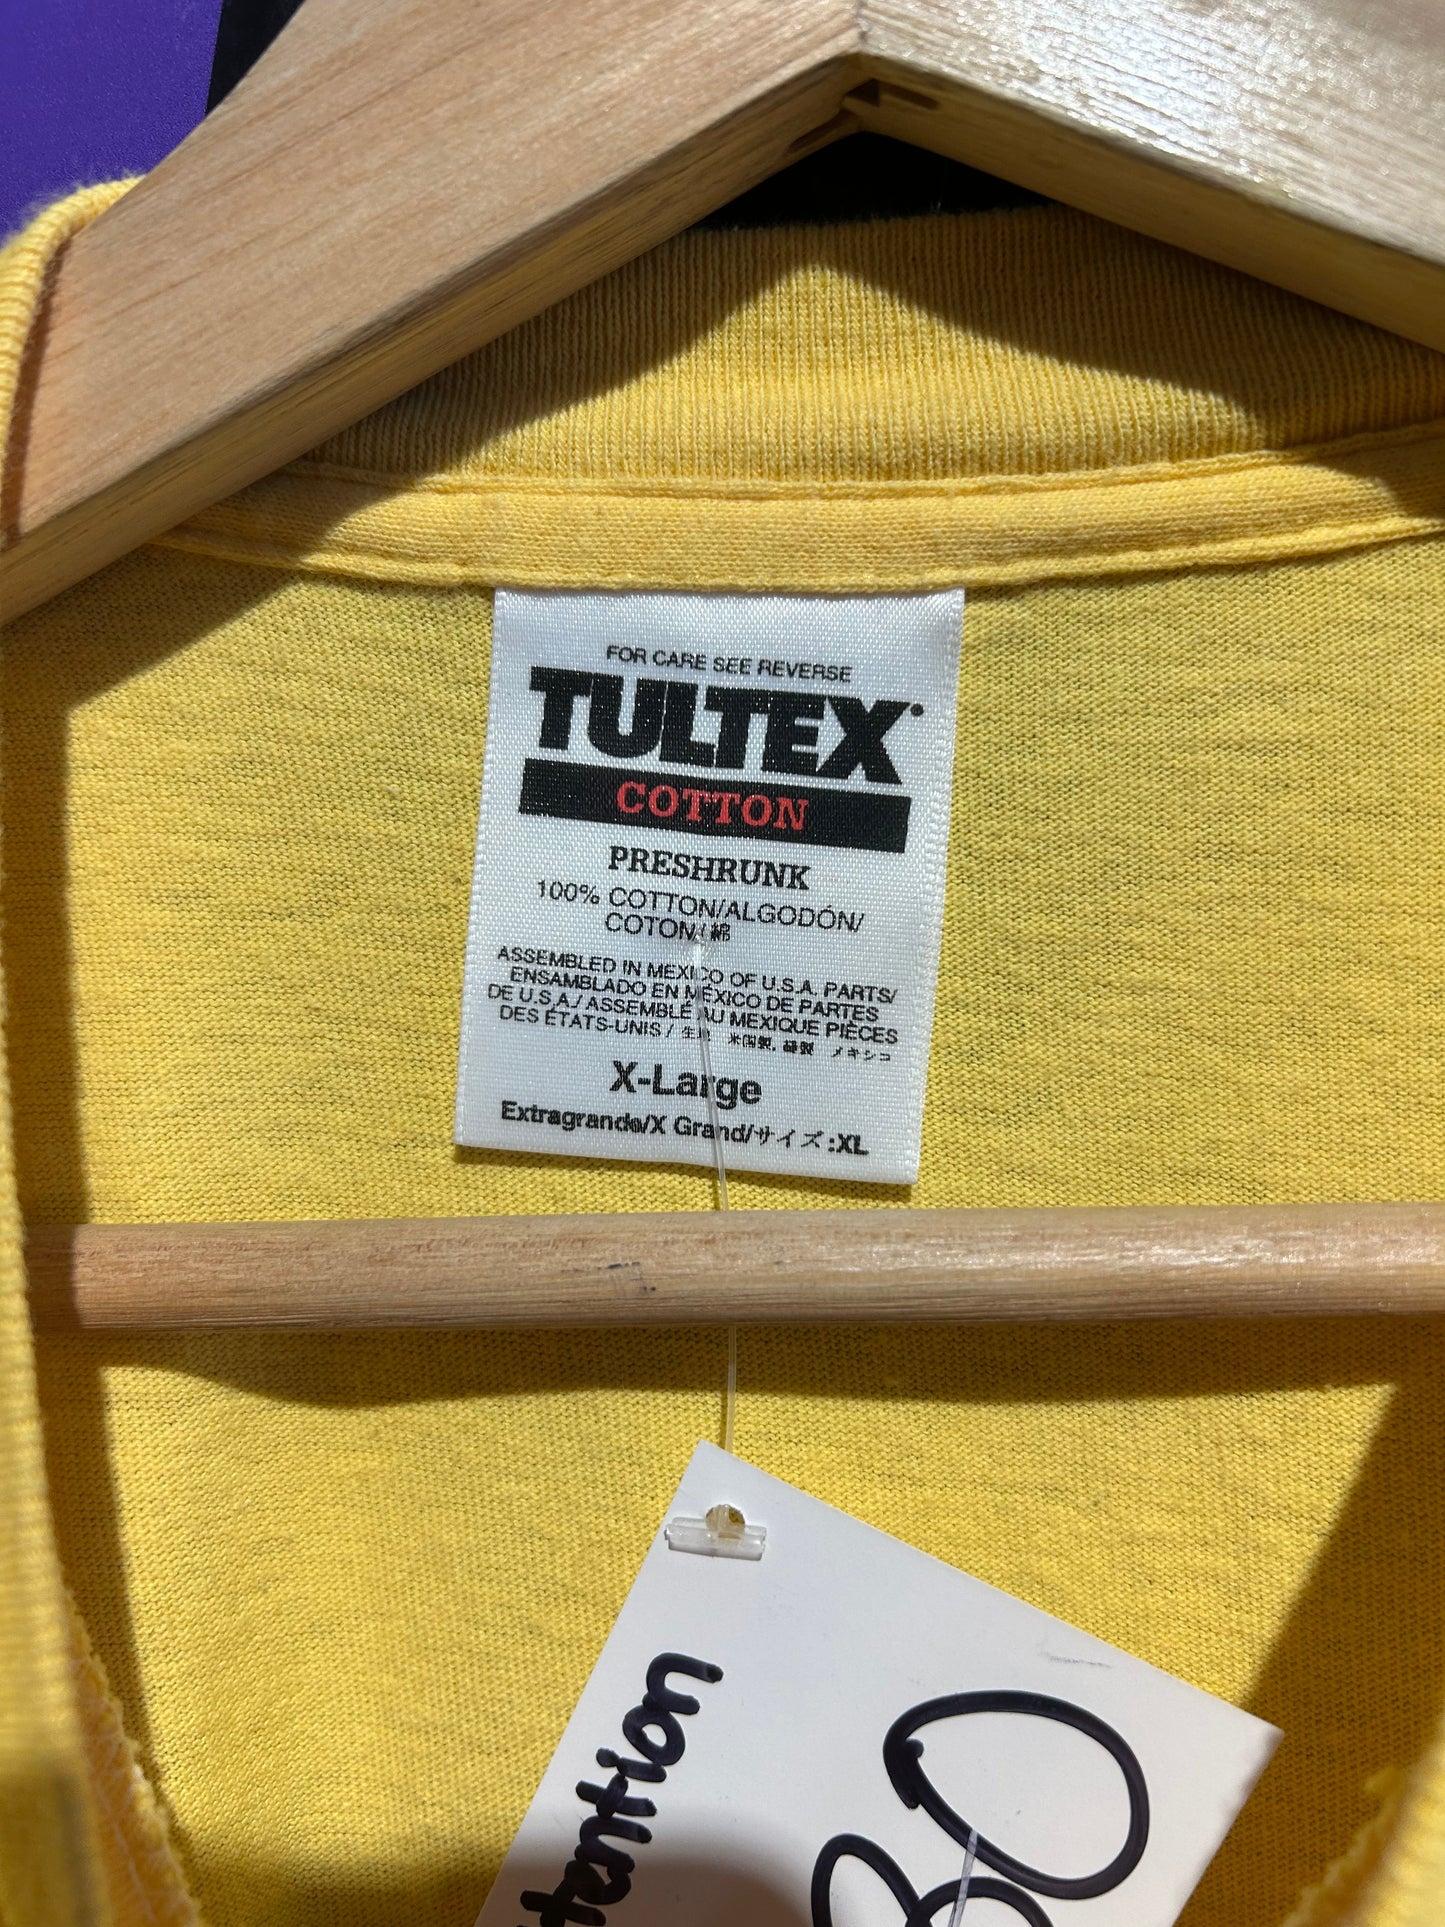 FOR CARE SEE REVERSE
TULTEX
COTTON
PRESHRUNK
100% COTTON/ALGODÓN/
COTON/綿
ASSEMBLED IN MEXICO OF U.S.A. PARTS/
ENSAMBLADO EN MÉXICO DE PARTES
DE U.S.A./ASSEMBLÉ AU MEXIQUE PIÈCES
DES ÉTATS-UNIS / 生地 米国製, 縫製 メキシコ
X-Large
Extragrande/X Grand/サイズ:XL
tention
80